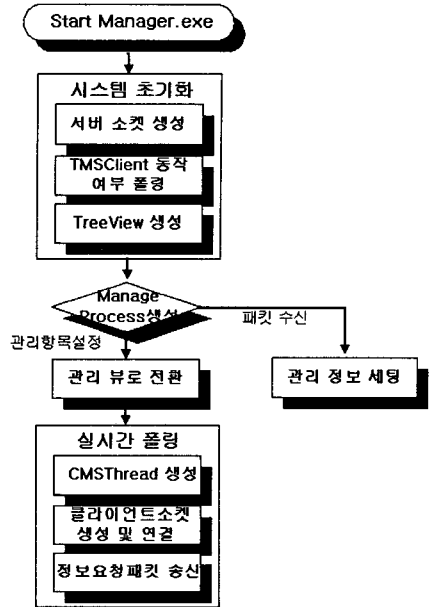 Start Manager.exe
시스템 초기화
서버 소켓 생성
TMSClient 동작
여부 폴링
TreeView 생성
Manage
Process생성
패킷 수신
관리항목설정
관리 뷰로 전환
관리 정보 세팅
실시간 폴링
CMSThread 생성
클라이언트소켓
생성 및 연결
정보요청패킷 송신